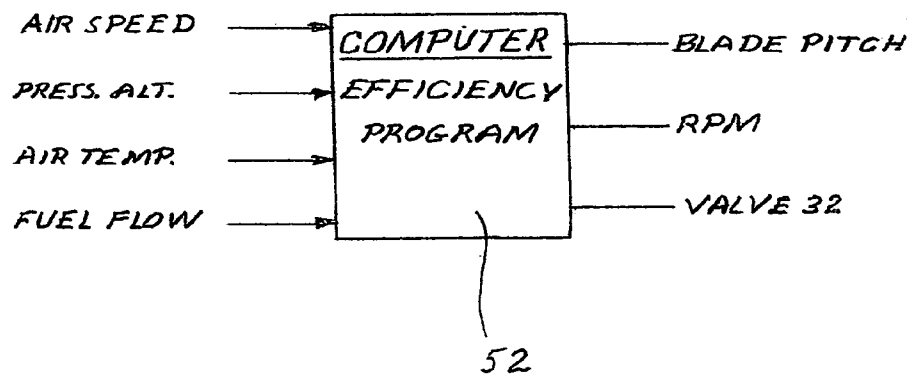 AIR SPEED
PRESS. ALT.
AIR TEMP.
FUEL FLOW
COMPUTER
EFFICIENCY
PROGRAM
BLADE PITCH
RPM
VALVE 32
52